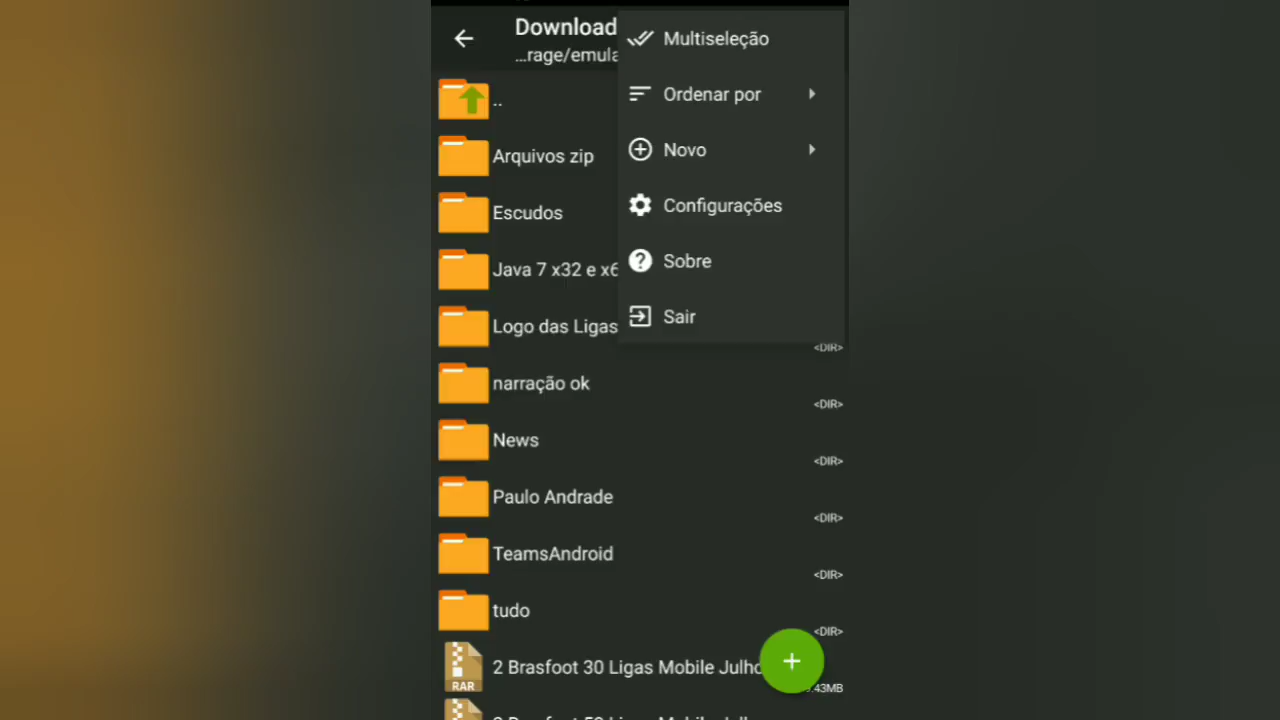 Download
...rage/emula
Multiseleção
Ordenar por
Novo
Configurações
Sobre
Sair
..
Arquivos zip
Escudos
Java 7 x32 e x6
Logo das Ligas
<DIR>
narração ok
<DIR>
News
<DIR>
Paulo Andrade
<DIR>
TeamsAndroid
<DIR>
tudo
<DIR>
RAR
2 Brasfoot 30 Ligas Mobile Julho
.43MB